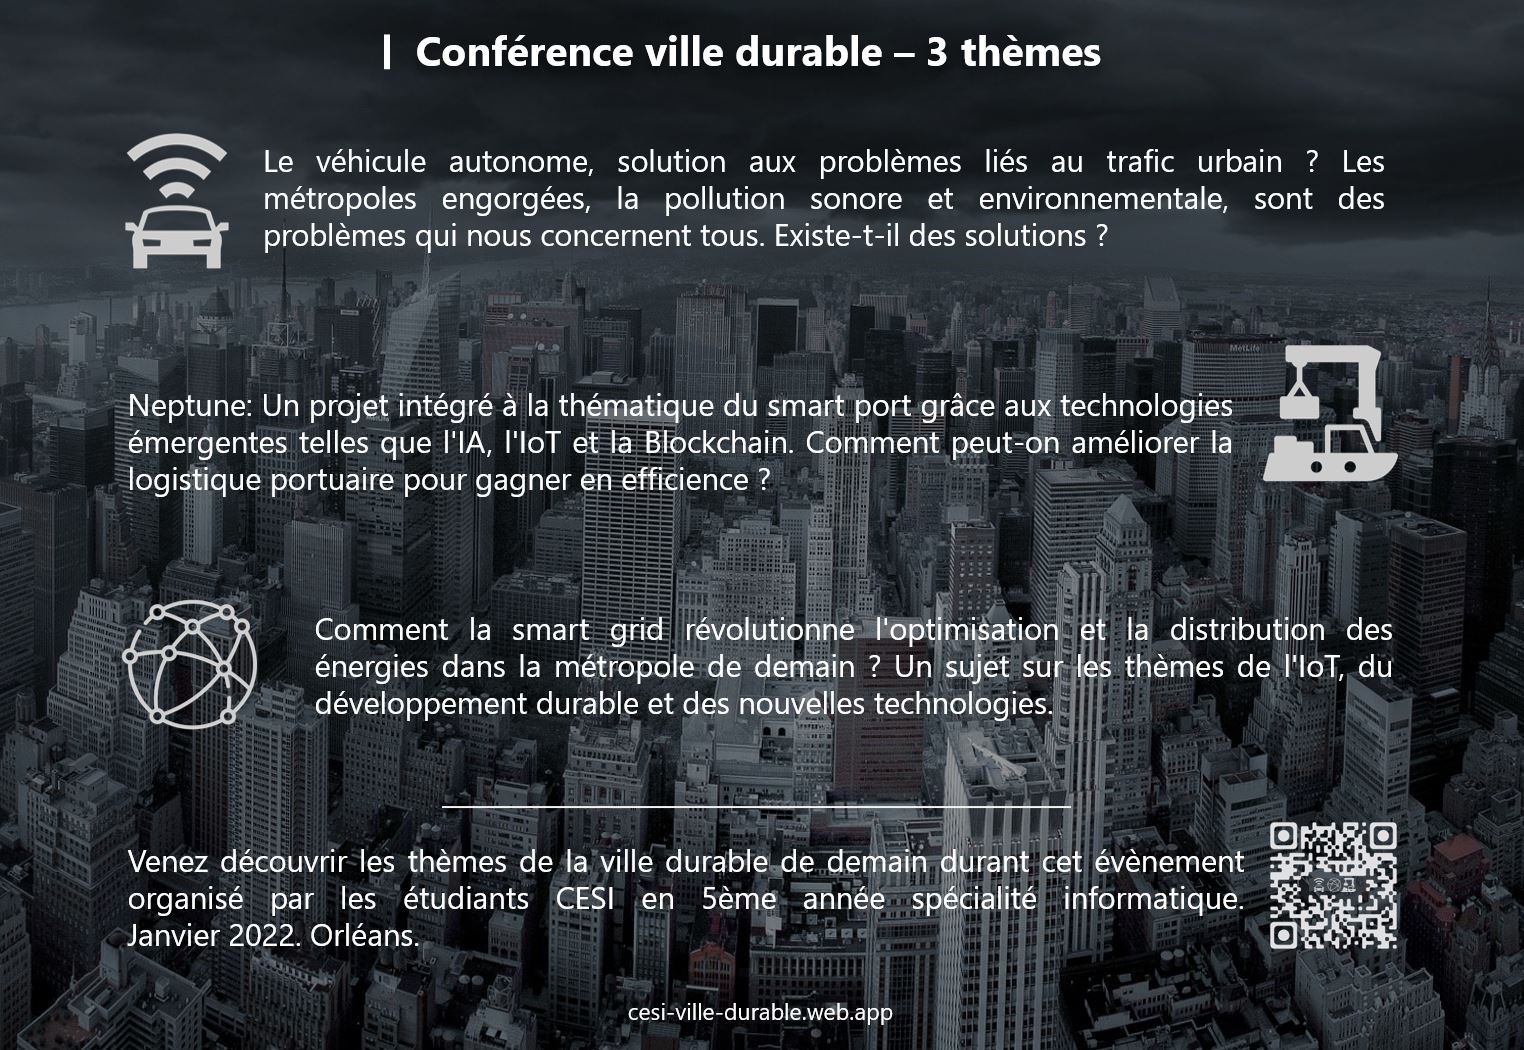 | Conférence ville durable – 3 thèmes
Le véhicule autonome, solution aux problèmes liés au trafic urbain ? Les
métropoles engorgées, la pollution sonore et environnementale, sont des
problèmes qui nous concernent tous. Existe-t-il des solutions ?
MetLife
Neptune: Un projet intégré à la thématique du smart port grâce aux technologies
émergentes telles que l'IA, l'IoT et la Blockchain. Comment peut-on améliorer la
logistique portuaire pour gagner en efficience ?
Comment la smart grid révolutionne l'optimisation et la distribution des
énergies dans la métropole de demain ? Un sujet sur les thèmes de l'IoT, du
développement durable et des nouvelles technologies.
Venez découvrir les thèmes de la ville durable de demain durant cet évènement
organisé par les étudiants CESI en 5ème année spécialité informatique.
Janvier 2022. Orléans.
cesi-ville-durable.web.app